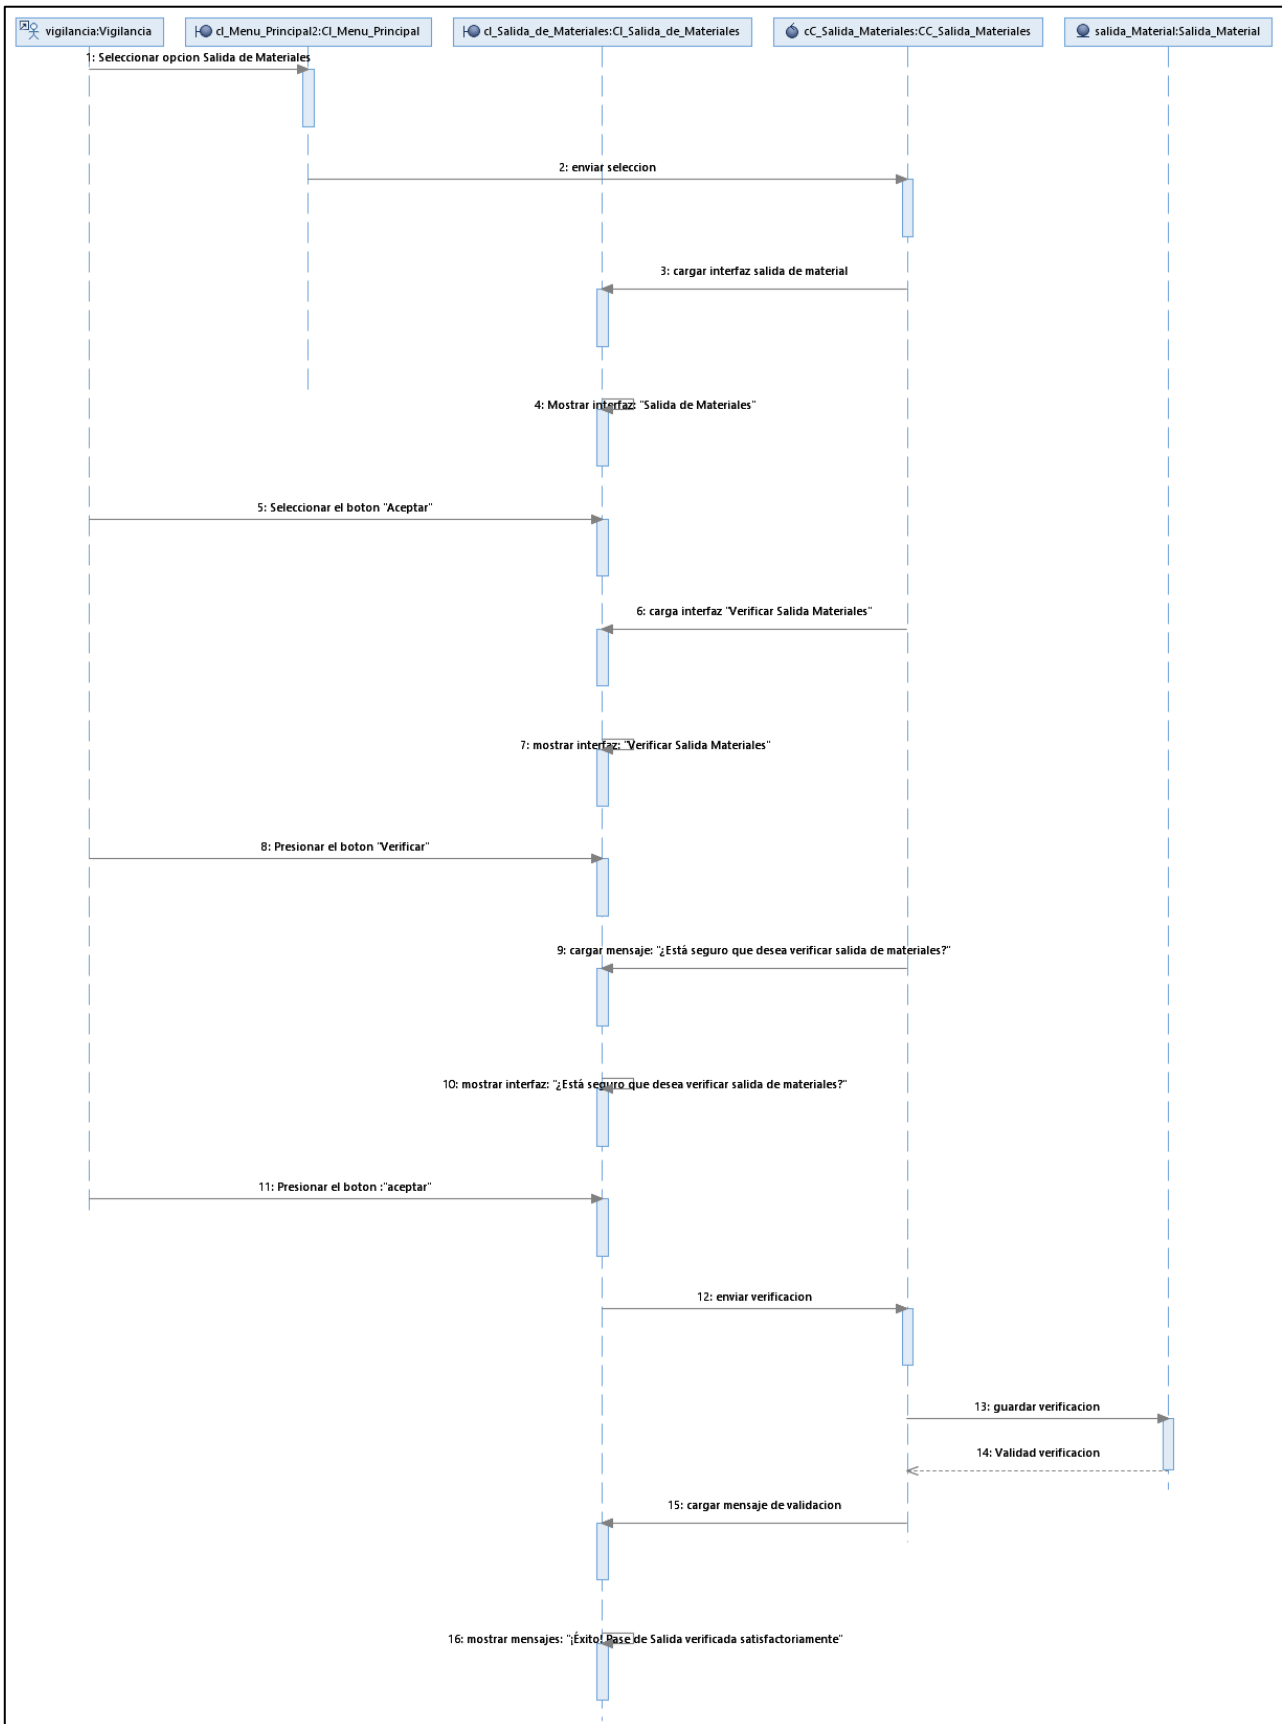 vigilancia:Vigilancia
cI_Menu_Principal2:CI_Menu_Principal
cI_Salida_de_Materiales:CI_Salida_de_Materiales
cC_Salida_Materiales:CC_Salida_Materiales
salida_Material:Salida_Material
1: Seleccionar opcion Salida de Materiales
2: enviar seleccion
3: cargar interfaz salida de material
4: Mostrar interfaz: "Salida de Materiales"
5: Seleccionar el boton "Aceptar"
6: carga interfaz "Verificar Salida Materiales"
7: mostrar interfaz: "Verificar Salida Materiales"
8: Presionar el boton "Verificar"
9: cargar mensaje: "¿Está seguro que desea verificar salida de materiales?"
10: mostrar interfaz: "¿Está seguro que desea verificar salida de materiales?"
11: Presionar el boton :"aceptar"
12: enviar verificacion
13: guardar verificacion
14: Validad verificacion
15: cargar mensaje de validacion
16: mostrar mensajes: "¡Éxito! Pase de Salida verificada satisfactoriamente"